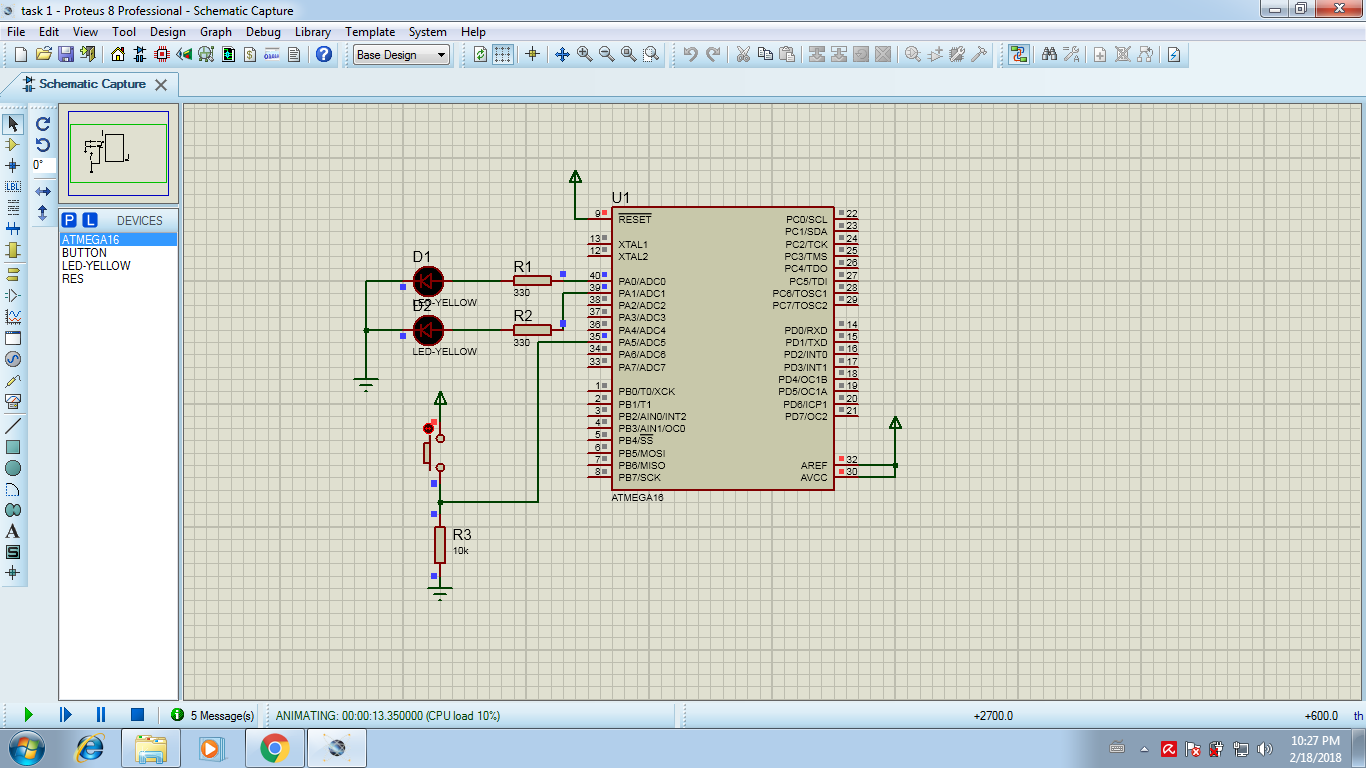 task 1 - Proteus 8 Professional - Schematic Capture
File Edit View Tool Design Graph Debug Library Template System Help
Base Design
Schematic Capture
0°
P L DEVICES
ATMEGA16
BUTTON
LED-YELLOW
RES
D1
LED-YELLOW
D2
LED-YELLOW
R1
330
R2
330
R3
10k
U1
9 RESET
13 XTAL1
12 XTAL2
40 PA0/ADC0
39 PA1/ADC1
38 PA2/ADC2
37 PA3/ADC3
36 PA4/ADC4
35 PA5/ADC5
34 PA6/ADC6
33 PA7/ADC7
1 PB0/T0/XCK
2 PB1/T1
3 PB2/AIN0/INT2
4 PB3/AIN1/OC0
5 PB4/SS
6 PB5/MOSI
7 PB6/MISO
8 PB7/SCK
PC0/SCL 22
PC1/SDA 23
PC2/TCK 24
PC3/TMS 25
PC4/TDO 26
PC5/TDI 27
PC6/TOSC1 28
PC7/TOSC2 29
PD0/RXD 14
PD1/TXD 15
PD2/INT0 16
PD3/INT1 17
PD4/OC1B 18
PD5/OC1A 19
PD6/ICP1 20
PD7/OC2 21
AREF 32
AVCC 30
ATMEGA16
5 Message(s) ANIMATING: 00:00:13.350000 (CPU load 10%) +2700.0 +600.0 th
10:27 PM
2/18/2018